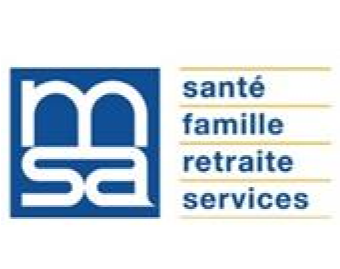 msa
santé
famille
retraite
services